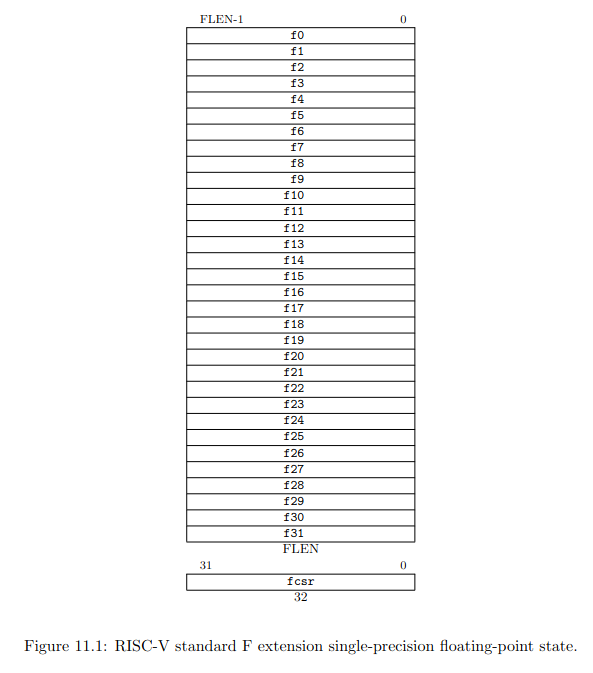 FLEN-1 0
f0
f1
f2
f3
f4
f5
f6
f7
f8
f9
f10
f11
f12
f13
f14
f15
f16
f17
f18
f19
f20
f21
f22
f23
f24
f25
f26
f27
f28
f29
f30
f31
FLEN
31 0
fcsr
32
Figure 11.1: RISC-V standard F extension single-precision floating-point state.